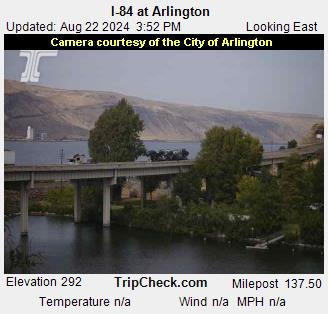 I-84 at Arlington
Updated: Aug 22 2024 3:52 PM Looking East
Camera courtesy of the City of Arlington
Elevation 292 TripCheck.com Milepost 137.50
Temperature n/a Wind n/a MPH n/a